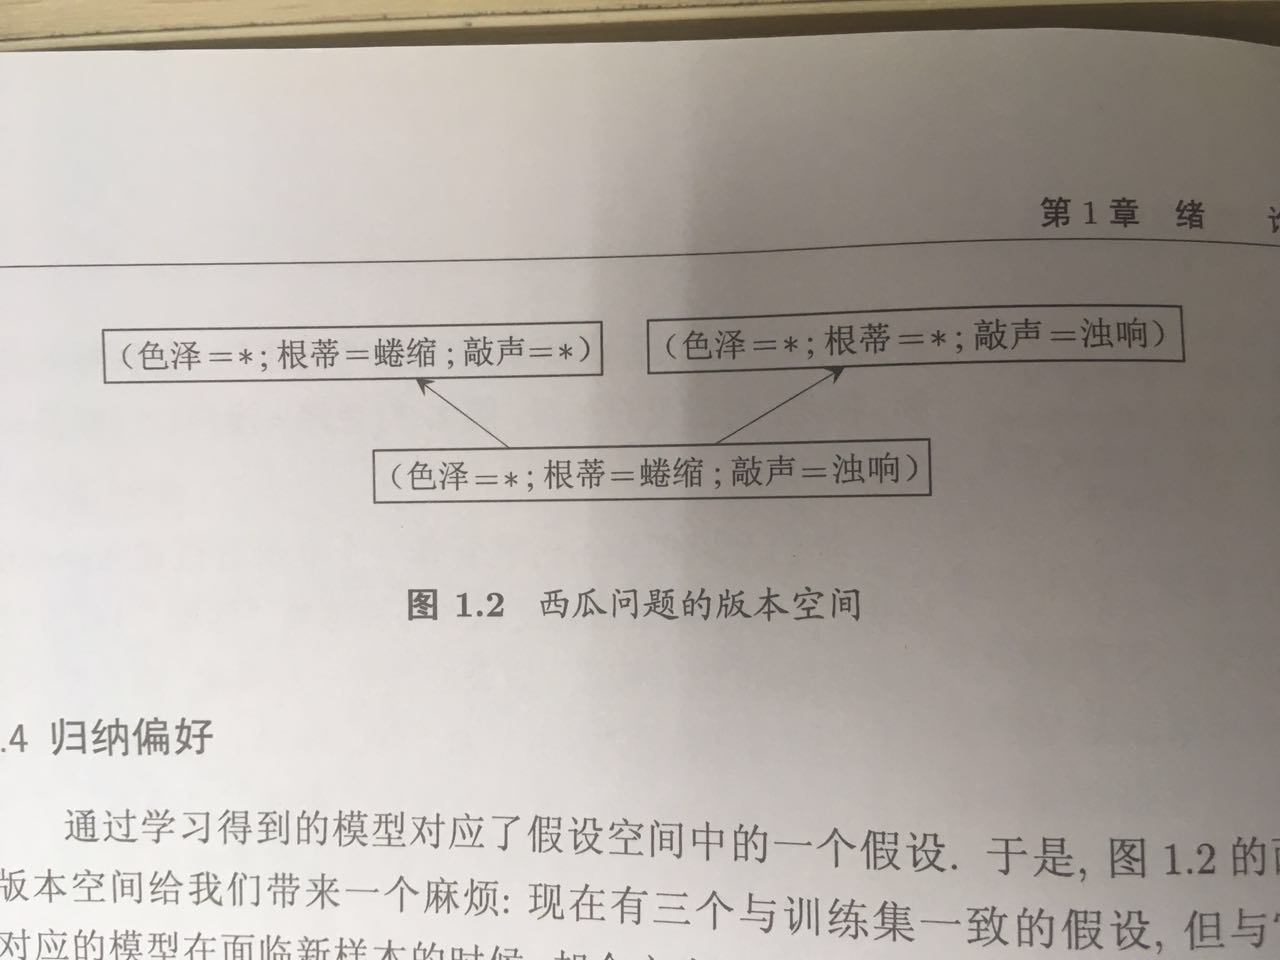 第1章 绪
(色泽=*;根蒂=蜷缩;敲声=*) (色泽=*;根蒂=*;敲声=浊响)
(色泽=*;根蒂=蜷缩;敲声=浊响)
图 1.2 西瓜问题的版本空间
.4 归纳偏好
通过学习得到的模型对应了假设空间中的一个假设. 于是, 图 1.2 的
版本空间给我们带来一个麻烦: 现在有三个与训练集一致的假设, 但与
对应的模型在面临新样本的时候